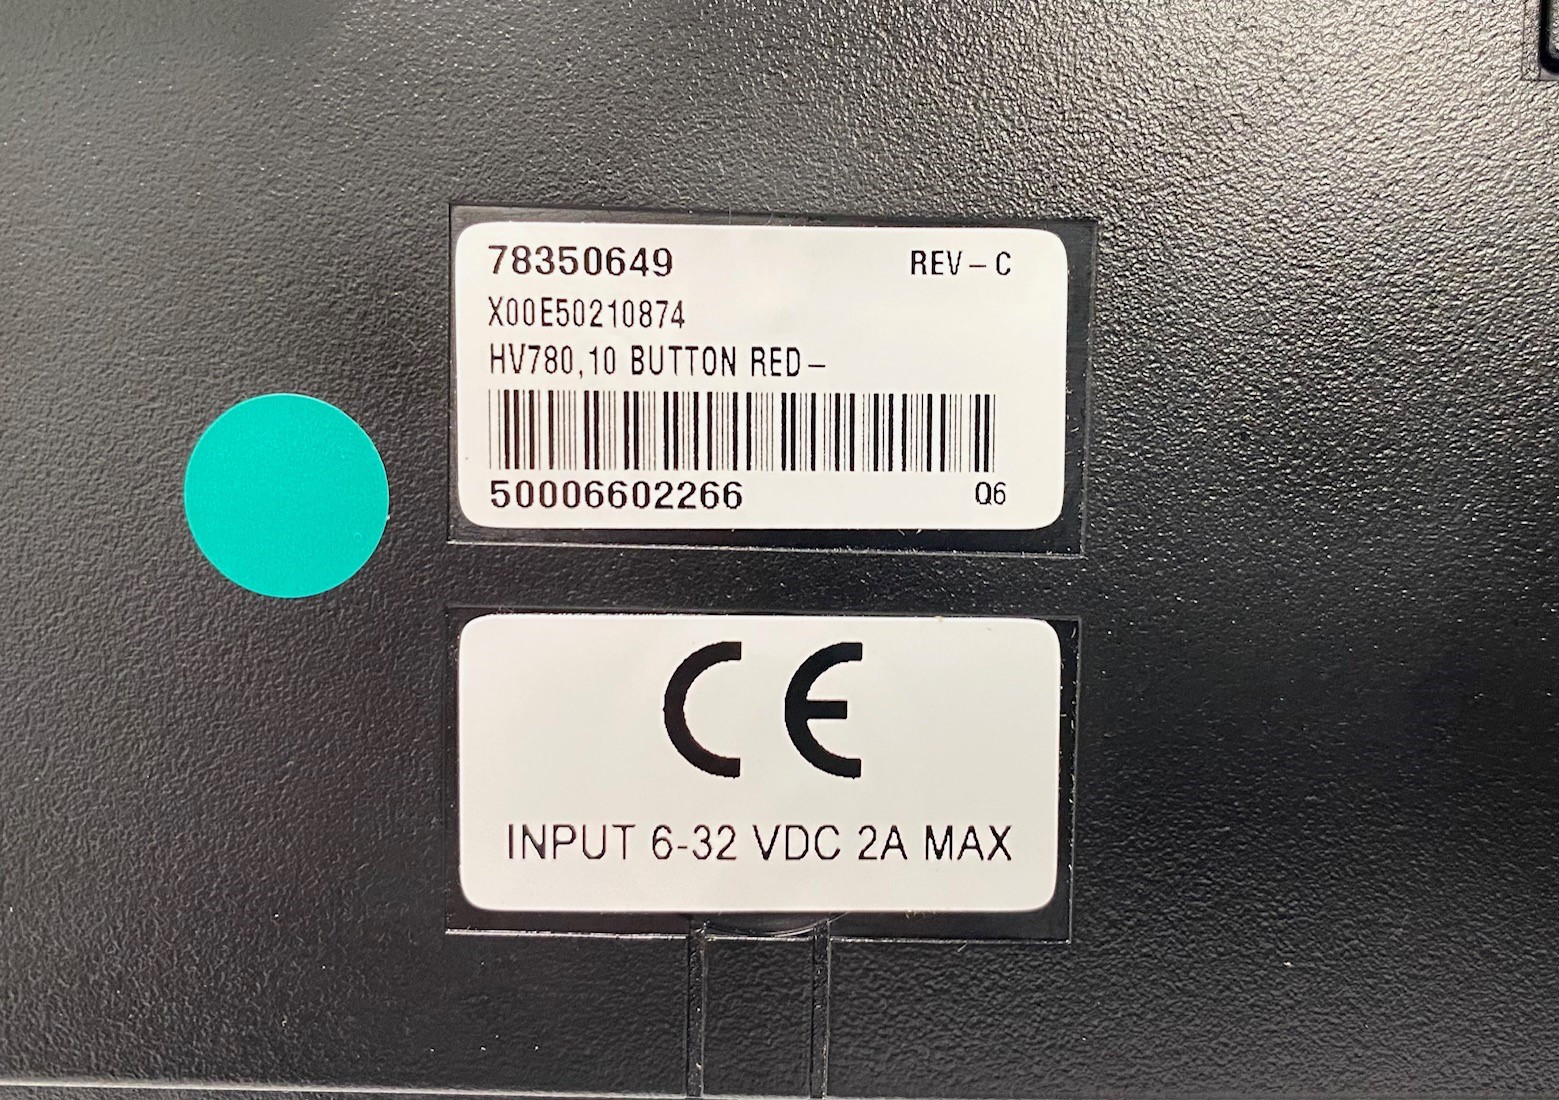 78350649 REV-C
X00E50210874
HV780,10 BUTTON RED-
50006602266 Q6
CE
INPUT 6-32 VDC 2A MAX